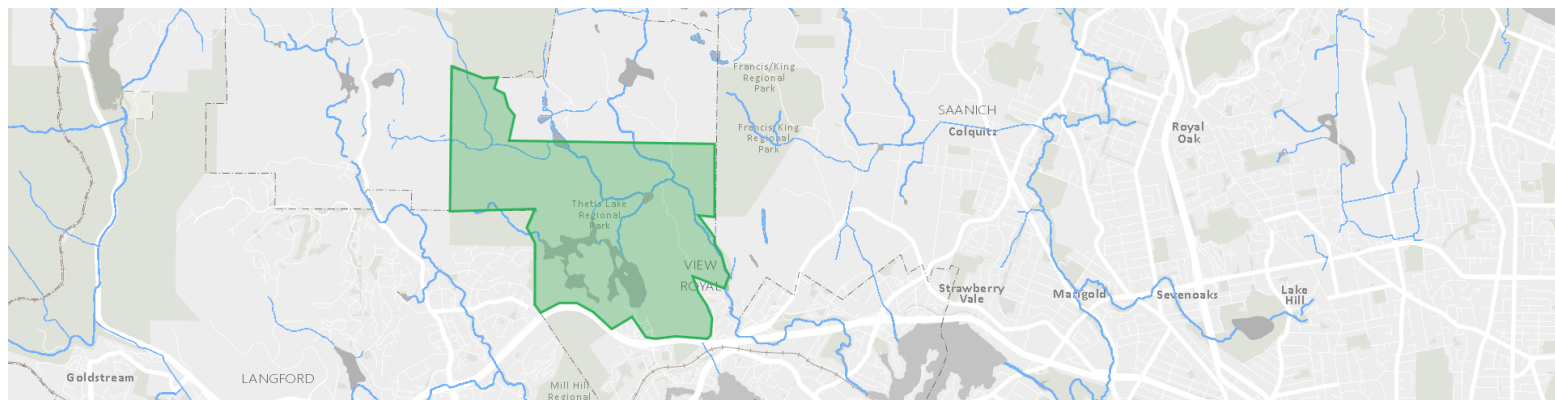 Francis/King
Regional
Park
SAANICH
Colquitz
Francis/King
Regional
Park
Royal
Oak
Thetis Lake
Regional
Park
VIEW
ROYAL
Strawberry
Vale
Marigold
Sevenoaks
Lake
Hill
Goldstream
LANGFORD
Mill Hill
Regional